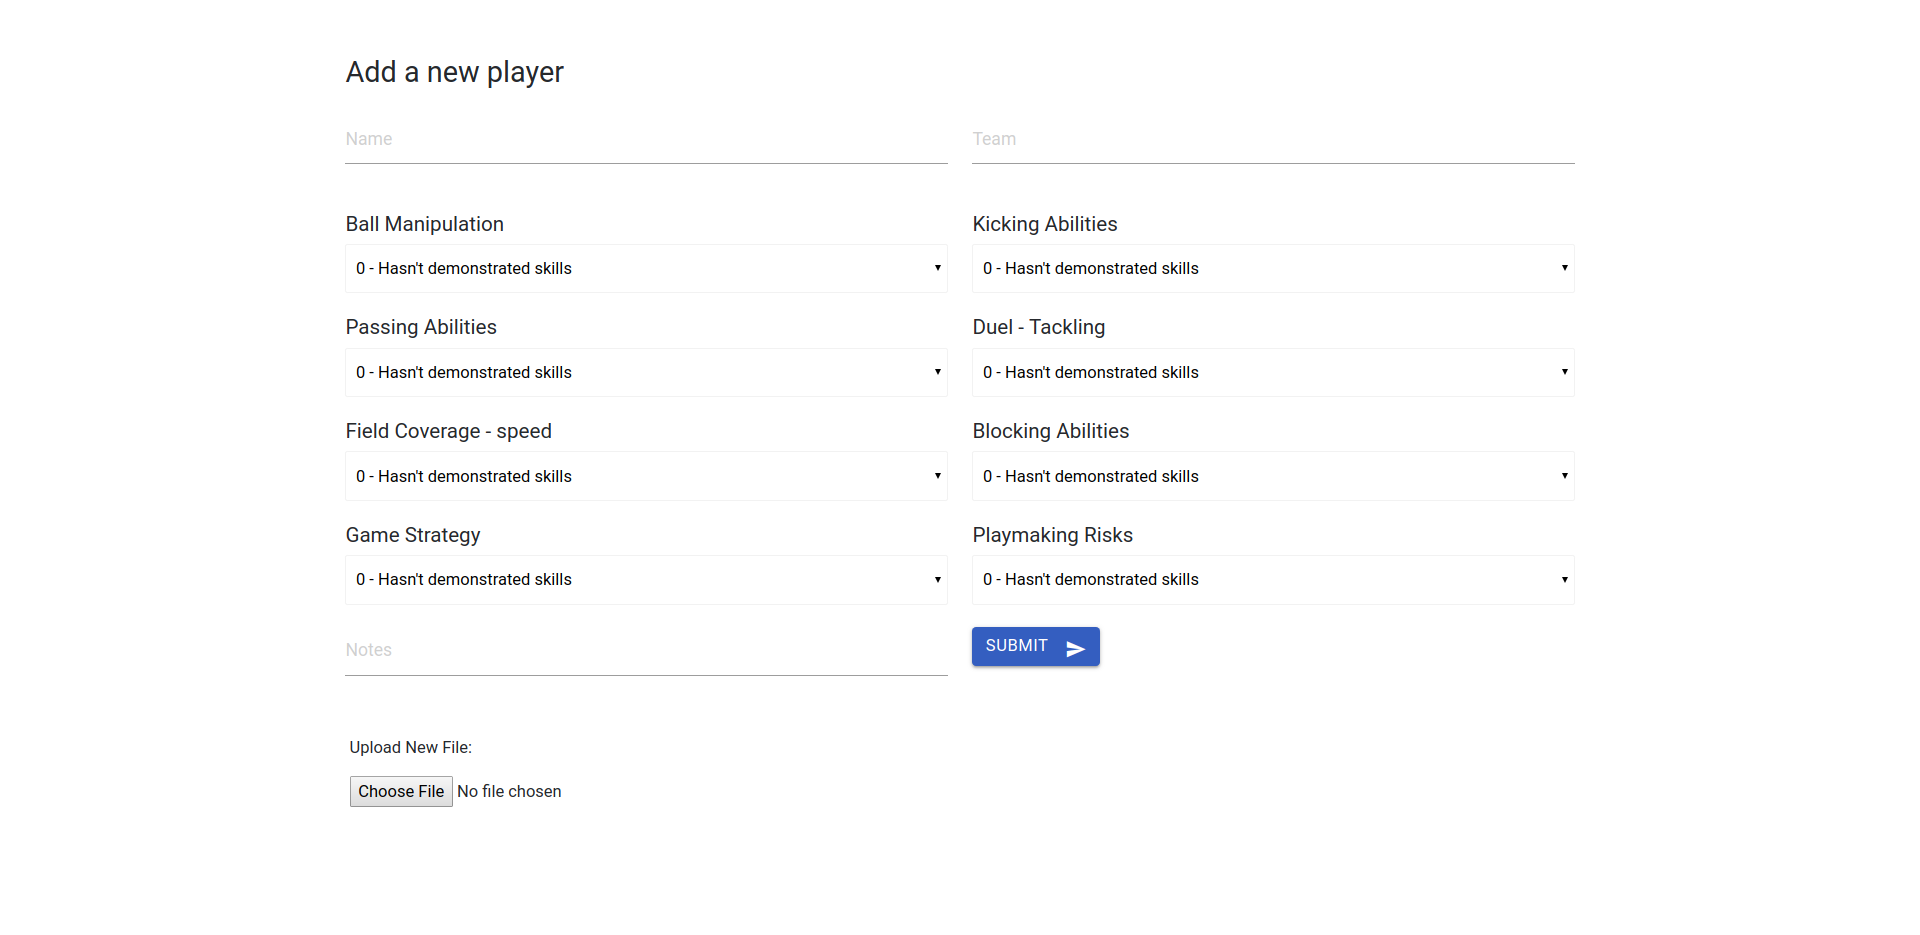 Add a new player
Name
Team
Ball Manipulation
Kicking Abilities
0 - Hasn't demonstrated skills
0 - Hasn't demonstrated skills
Passing Abilities
Duel - Tackling
0 - Hasn't demonstrated skills
0 - Hasn't demonstrated skills
Field Coverage - speed
Blocking Abilities
0 - Hasn't demonstrated skills
0 - Hasn't demonstrated skills
Game Strategy
Playmaking Risks
0 - Hasn't demonstrated skills
0 - Hasn't demonstrated skills
Notes
SUBMIT
Upload New File:
Choose File No file chosen